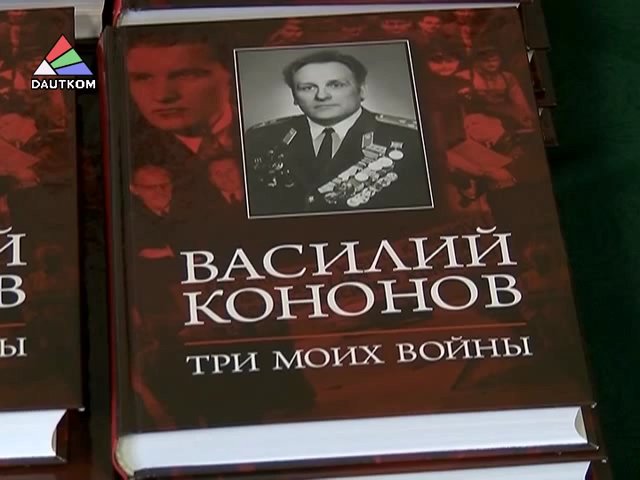 DAUTKOM
ВАСИЛИЙ
КОНОНОВ
ТРИ МОИХ ВОЙНЫ
Й
В
Ы